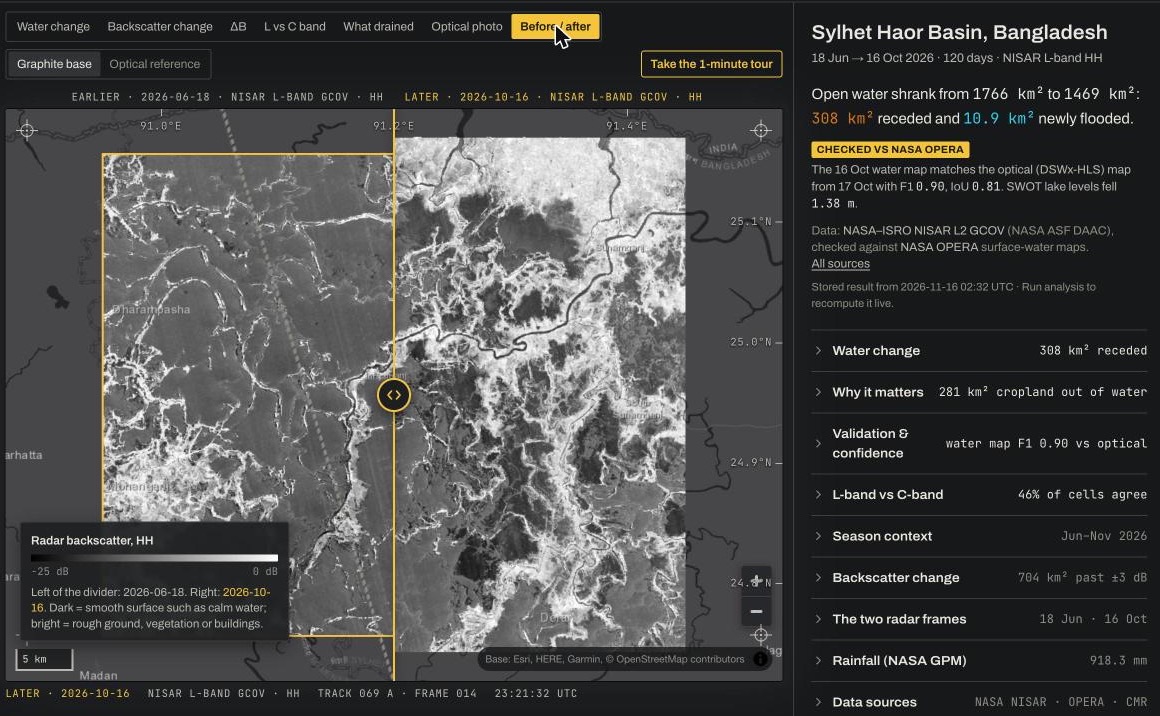 Water change Backscatter change ΔB L vs C band What drained Optical photo Before / after
Graphite base Optical reference Take the 1-minute tour
EARLIER · 2026-06-18 · NISAR L-BAND GCOV · HH LATER · 2026-10-16 · NISAR L-BAND GCOV · HH
91.0°E 91.2°E 91.4°E
INDIA
BANGLADESH
25.1°N
Sunamganj
Dharampasha
25.0°N
arhatta
24.9°N
Radar backscatter, HH
-25 dB 0 dB
Left of the divider: 2026-06-18. Right: 2026-10-
16. Dark = smooth surface such as calm water;
bright = rough ground, vegetation or buildings.
+
−
5 km
Base: Esri, HERE, Garmin, © OpenStreetMap contributors i
Madan
LATER · 2026-10-16 NISAR L-BAND GCOV · HH TRACK 069 A · FRAME 014 23:21:32 UTC
Sylhet Haor Basin, Bangladesh
18 Jun → 16 Oct 2026 · 120 days · NISAR L-band HH
Open water shrank from 1766 km² to 1469 km²:
308 km² receded and 10.9 km² newly flooded.
CHECKED VS NASA OPERA
The 16 Oct water map matches the optical (DSWx-HLS) map
from 17 Oct with F1 0.90, IoU 0.81. SWOT lake levels fell
1.38 m.
Data: NASA–ISRO NISAR L2 GCOV (NASA ASF DAAC),
checked against NASA OPERA surface-water maps.
All sources
Stored result from 2026-11-16 02:32 UTC · Run analysis to
recompute it live.
Water change 308 km² receded
Why it matters 281 km² cropland out of water
Validation &
confidence water map F1 0.90 vs optical
L-band vs C-band 46% of cells agree
Season context Jun–Nov 2026
Backscatter change 704 km² past ±3 dB
The two radar frames 18 Jun · 16 Oct
Rainfall (NASA GPM) 918.3 mm
Data sources NASA NISAR · OPERA · CMR